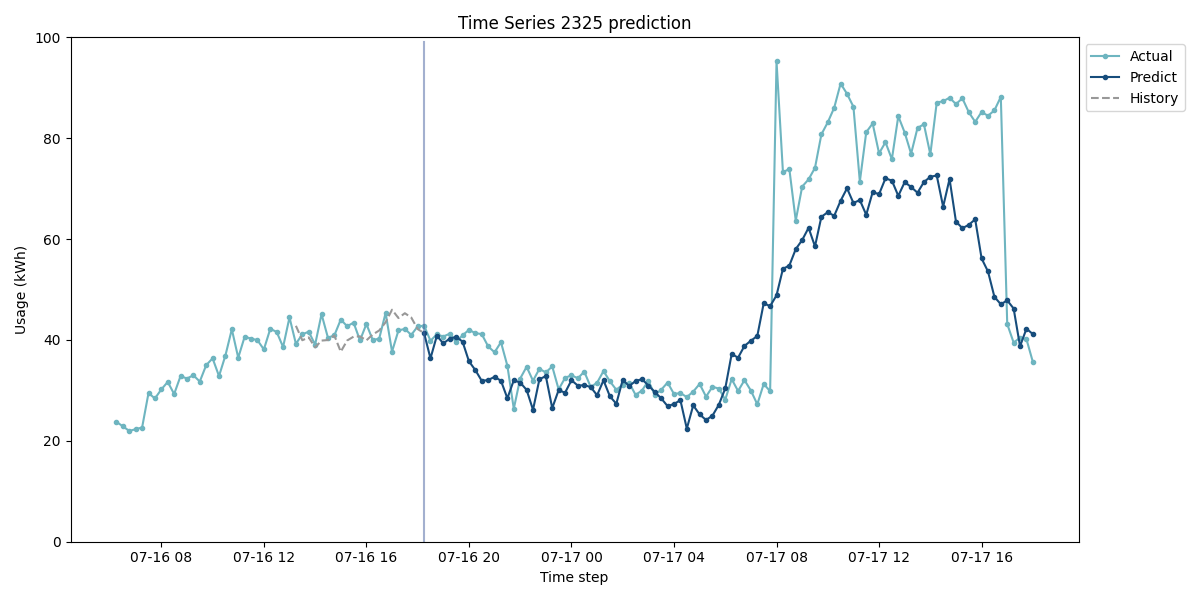 Time Series 2325 prediction
Usage (kWh)
100
80
60
40
20
0
07-16 08
07-16 12
07-16 16
07-16 20
07-17 00
07-17 04
07-17 08
07-17 12
07-17 16
Time step
Actual
Predict
History